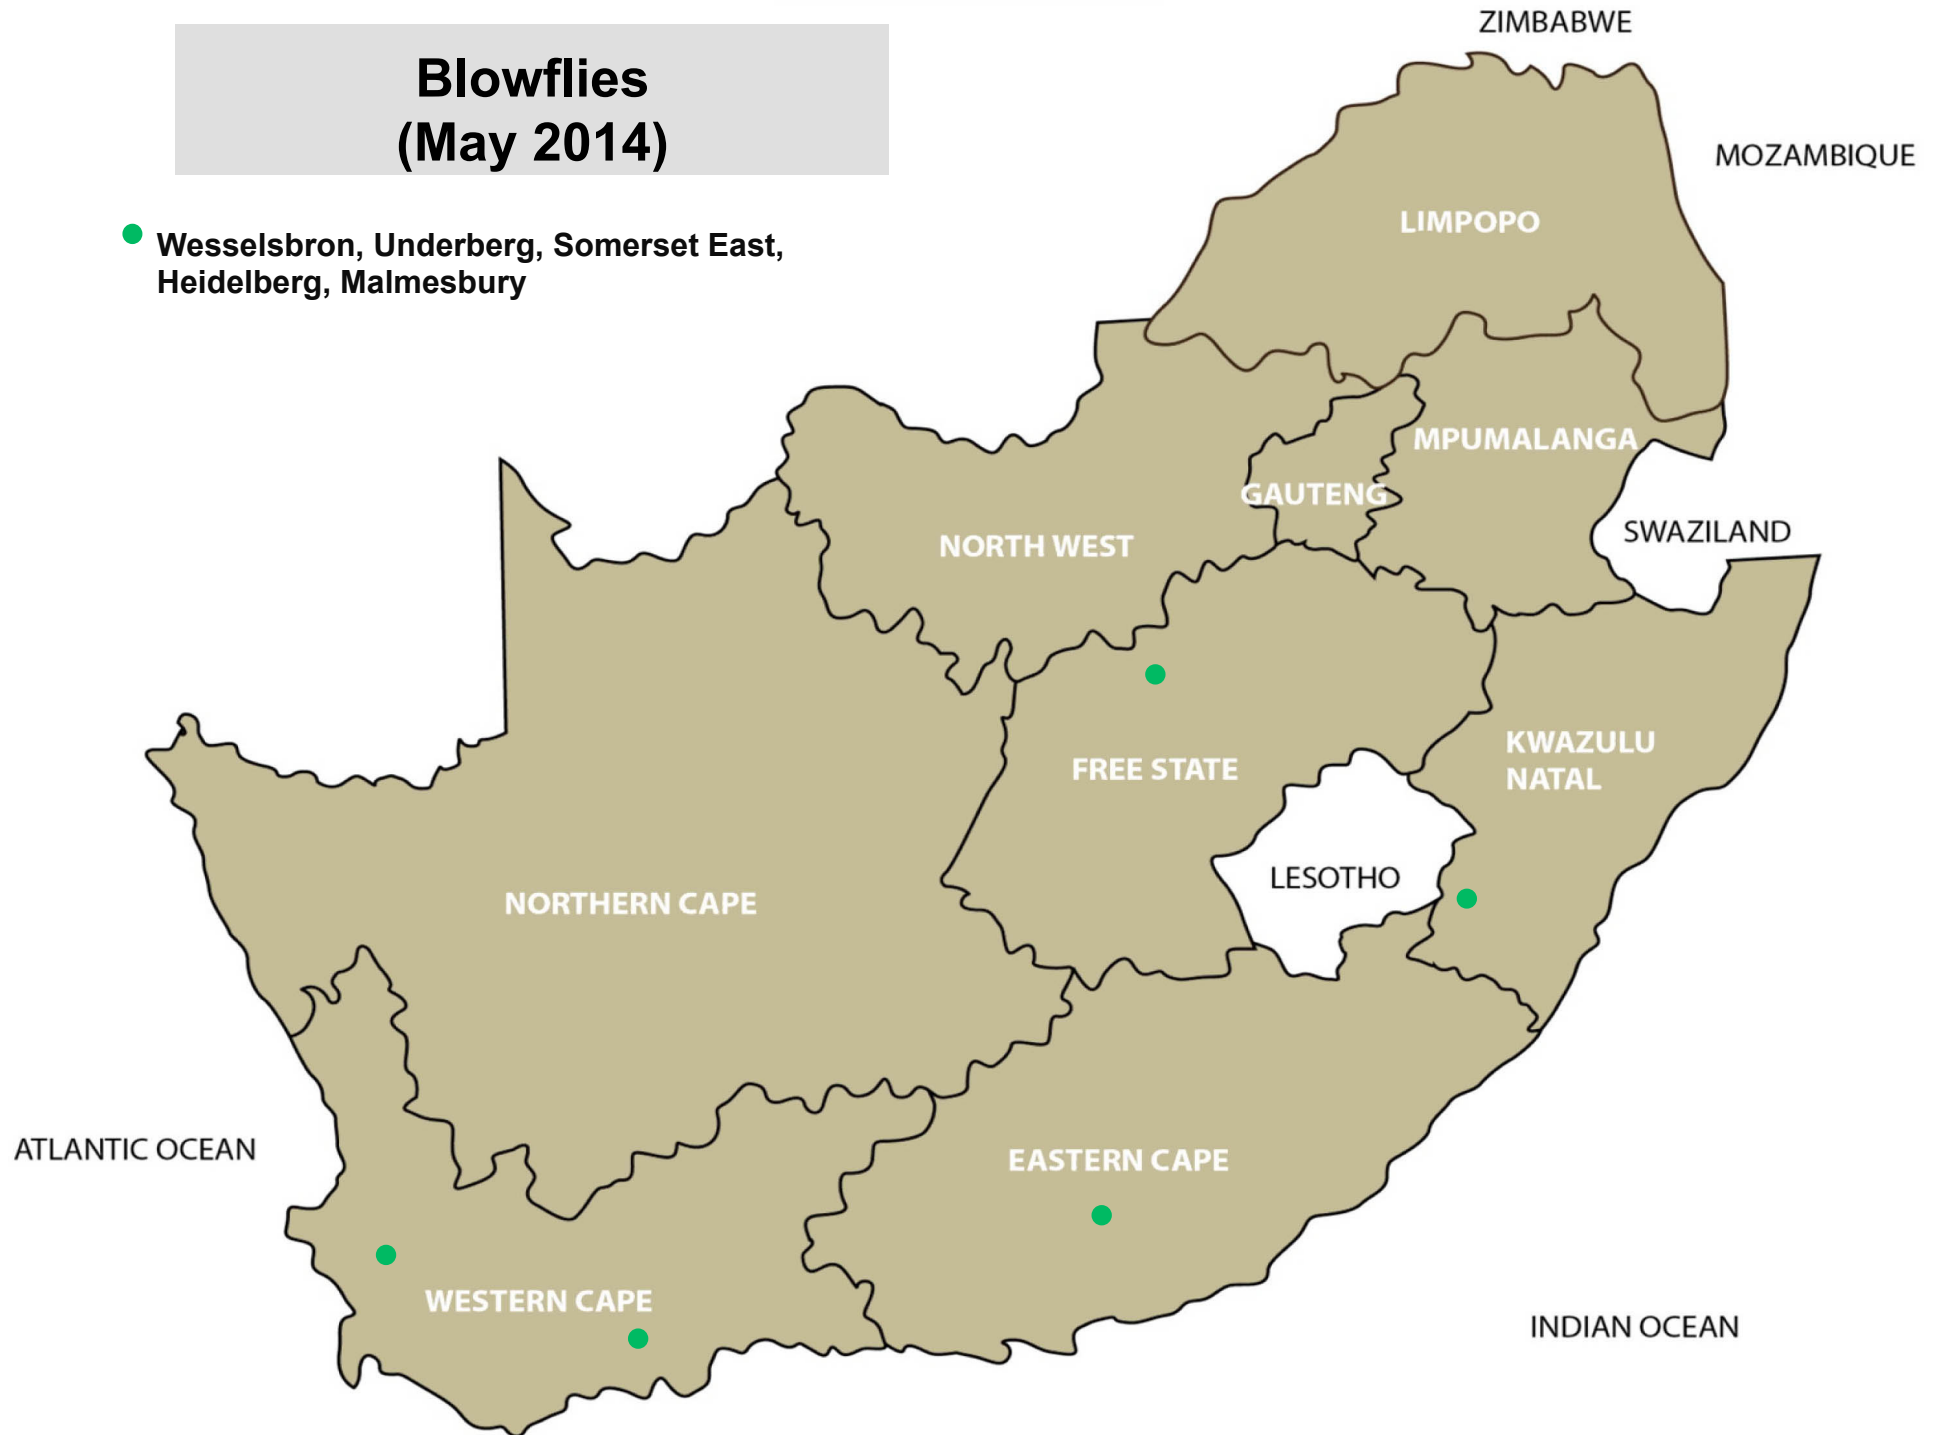 Blowflies
(May 2014)
Wesselsbron, Underberg, Somerset East,
Heidelberg, Malmesbury
ZIMBABWE
MOZAMBIQUE
LIMPOPO
MPUMALANGA
GAUTENG
SWAZILAND
NORTH WEST
KWAZULU
NATAL
FREE STATE
LESOTHO
NORTHERN CAPE
ATLANTIC OCEAN
EASTERN CAPE
WESTERN CAPE
INDIAN OCEAN